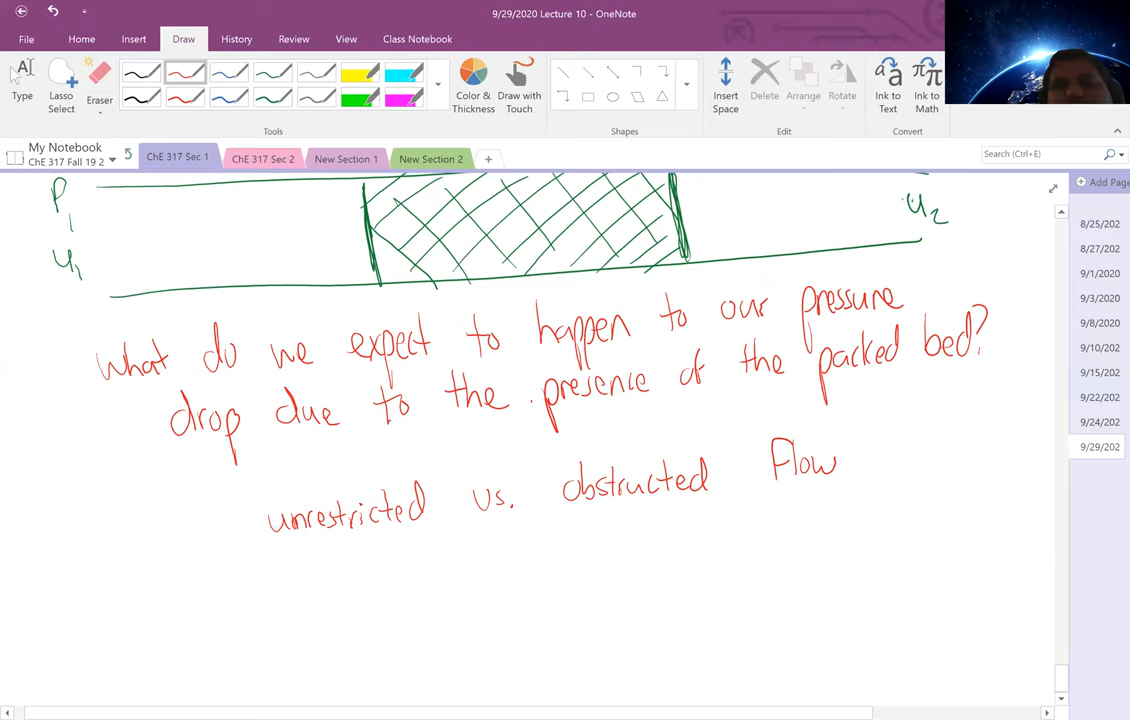 9/29/2020 Lecture 10 - OneNote
File Home Insert Draw History Review View Class Notebook
Type
Lasso Select
Eraser
Color & Thickness
Draw with Touch
Insert Space
Delete
Arrange
Rotate
Ink to Text
Ink to Math
Tools Shapes Edit Convert
My Notebook
ChE 317 Fall 19 2
ChE 317 Sec 1 ChE 317 Sec 2 New Section 1 New Section 2 +
Search (Ctrl+E)
Add Page
8/25/202
8/27/202
9/1/2020
9/3/2020
9/8/2020
9/10/202
9/15/202
9/22/202
9/24/202
9/29/202
P1
u1
u2
What do we expect to happen to our pressure
drop due to the presence of the packed bed?
unrestricted vs. obstructed Flow